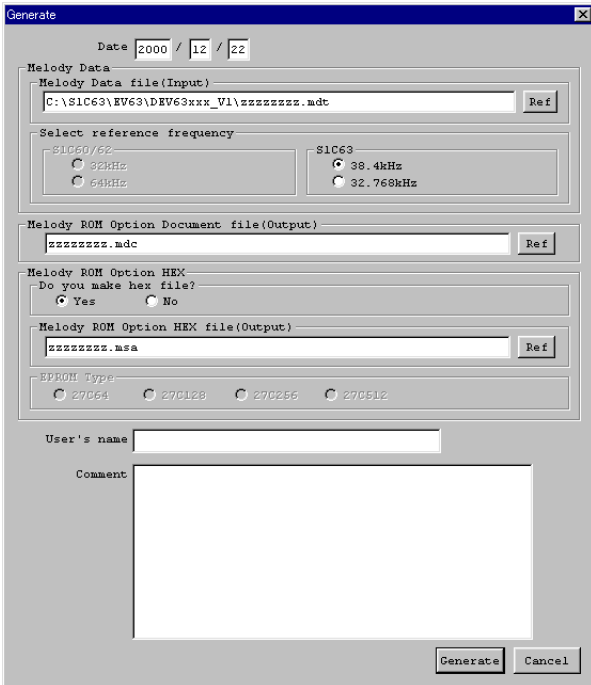 Generate
Date 2000 / 12 / 22
Melody Data
Melody Data file(Input)
C:\S1C63\EV63\DEV63xxx_V1\zzzzzzzz.mdt Ref
Select reference frequency
S1C60/62 S1C63
32kHz 38.4kHz
64kHz 32.768kHz
Melody ROM Option Document file(Output)
zzzzzzzz.mdc Ref
Melody ROM Option HEX
Do you make hex file?
Yes No
Melody ROM Option HEX file(Output)
zzzzzzzz.msa Ref
EPROM Type
27C64 27C128 27C256 27C512
User's name
Comment
Generate Cancel